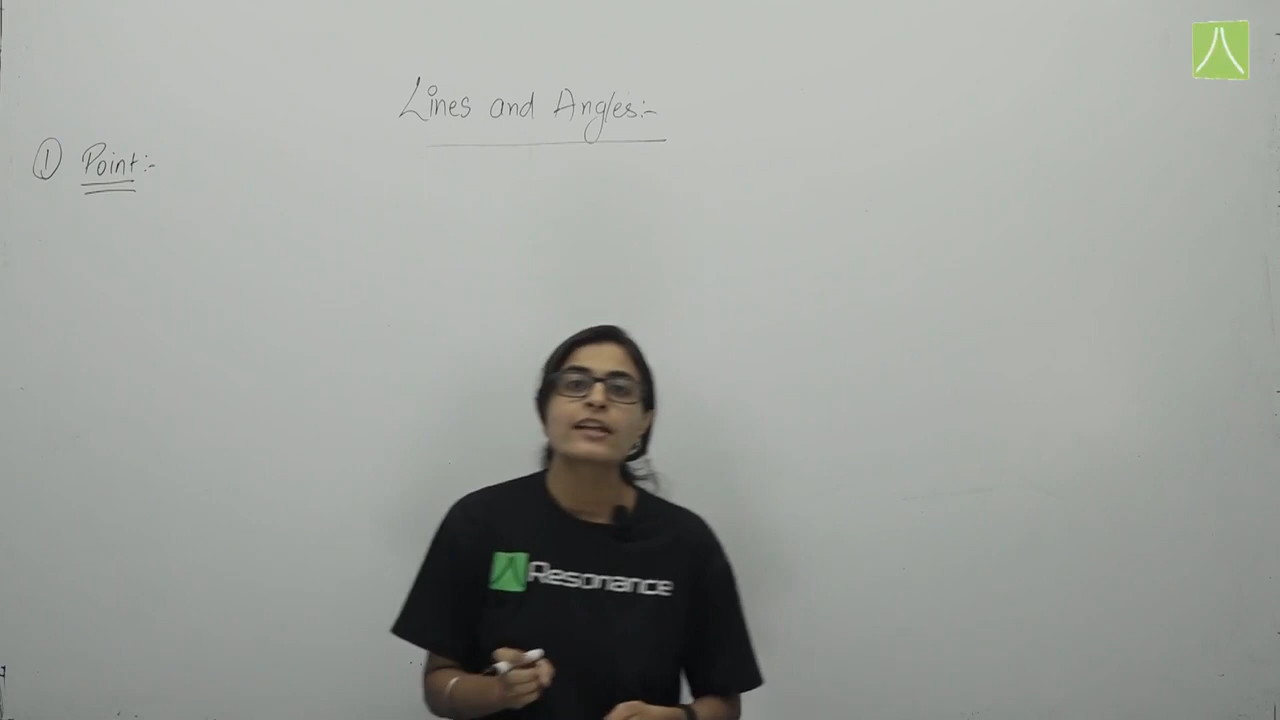 Lines and Angles:-
① Point:-
Resonance